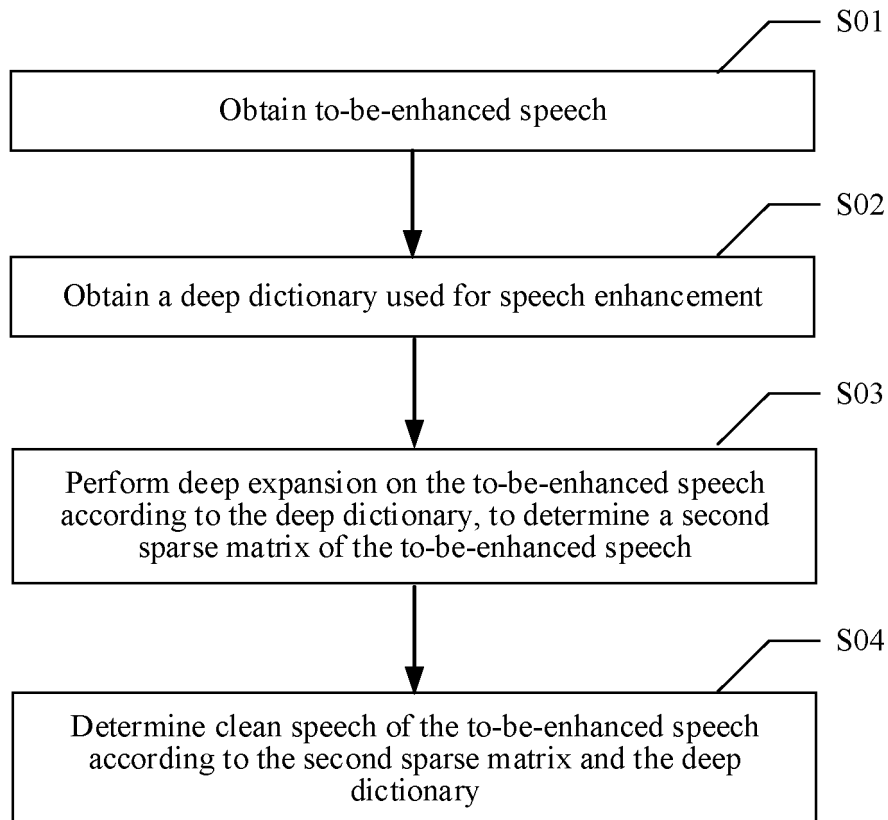 S01
Obtain to-be-enhanced speech
S02
Obtain a deep dictionary used for speech enhancement
S03
Perform deep expansion on the to-be-enhanced speech
according to the deep dictionary, to determine a second
sparse matrix of the to-be-enhanced speech
S04
Determine clean speech of the to-be-enhanced speech
according to the second sparse matrix and the deep
dictionary